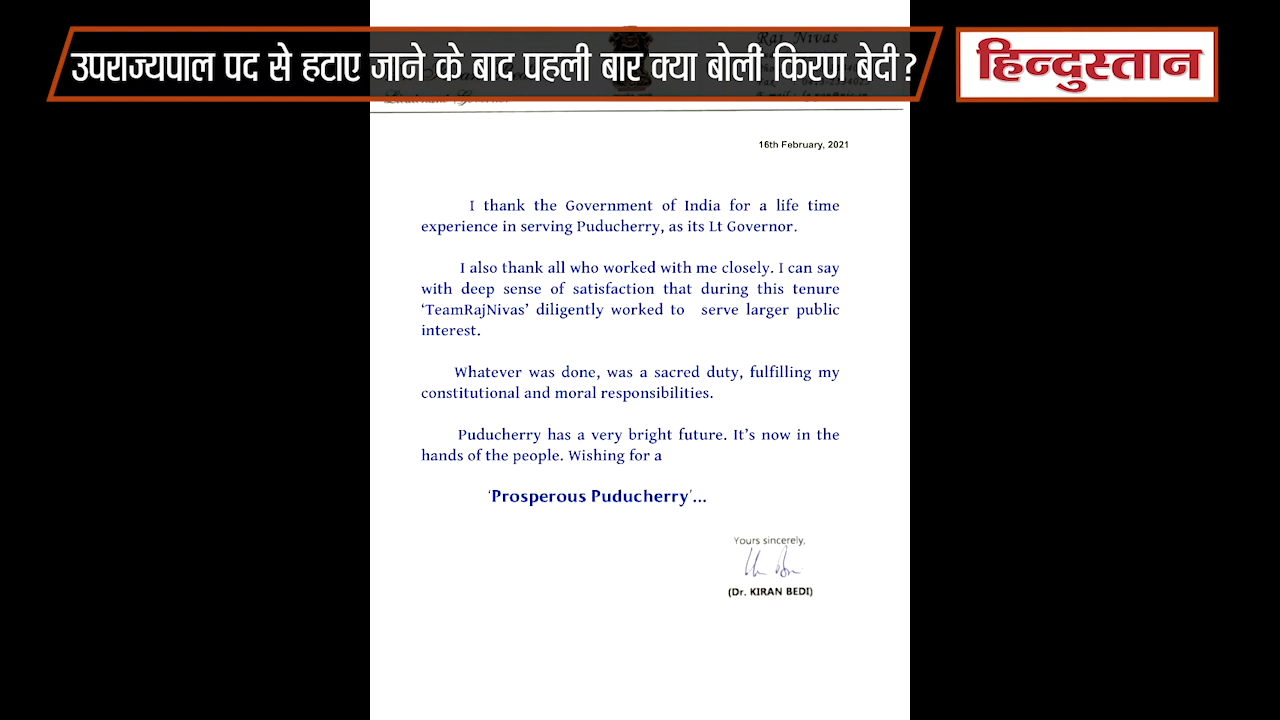 उपराज्यपाल पद से हटाए जाने के बाद पहली बार क्या बोलीं किरण बेदी?
हिन्दुस्तान
Raj Nivas
Lieutenant Governor
16th February, 2021
I thank the Government of India for a life time
experience in serving Puducherry, as its Lt Governor.
I also thank all who worked with me closely. I can say
with deep sense of satisfaction that during this tenure
‘TeamRajNivas’ diligently worked to serve larger public
interest.
Whatever was done, was a sacred duty, fulfilling my
constitutional and moral responsibilities.
Puducherry has a very bright future. It’s now in the
hands of the people. Wishing for a
‘Prosperous Puducherry’...
Yours sincerely,
(Dr. KIRAN BEDI)